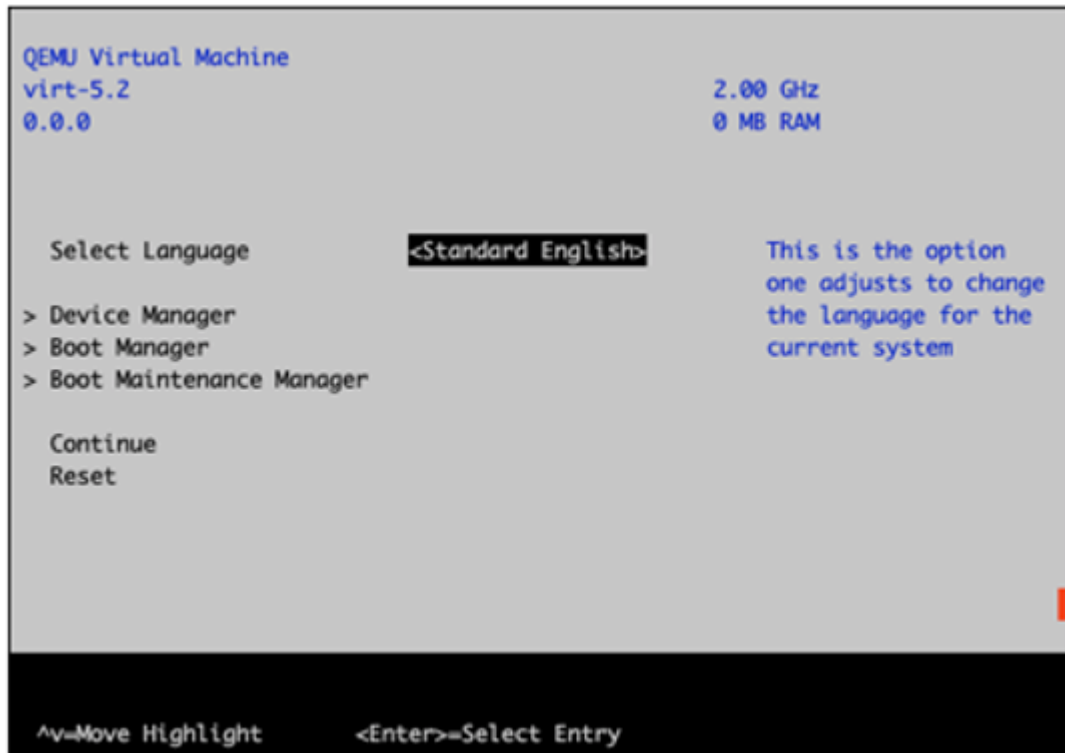 QEMU Virtual Machine
virt-5.2 2.00 GHz
0.0.0 0 MB RAM
Select Language <Standard English> This is the option
one adjusts to change
> Device Manager the language for the
> Boot Manager current system
> Boot Maintenance Manager
Continue
Reset
^v=Move Highlight <Enter>=Select Entry